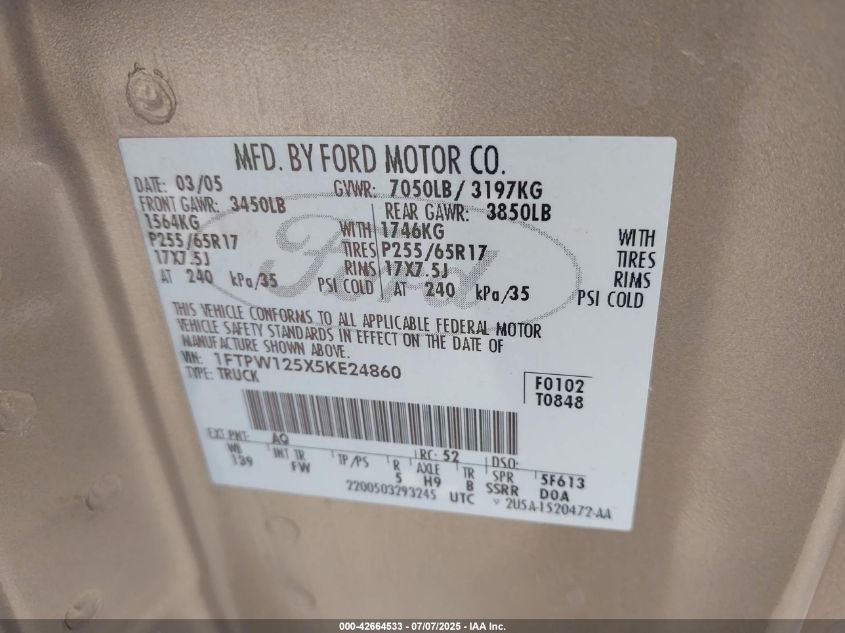 MFD. BY FORD MOTOR CO.
DATE: 03/05 GVWR: 7050LB / 3197KG
FRONT GAWR: 3450LB REAR GAWR: 3850LB
1564KG WITH 1746KG WITH
P255/65R17 TIRES P255/65R17 TIRES
17X7.5J RIMS 17X7.5J RIMS
AT 240 kPa/35 PSI COLD AT 240 kPa/35 PSI COLD
Ford
THIS VEHICLE CONFORMS TO ALL APPLICABLE FEDERAL MOTOR
VEHICLE SAFETY STANDARDS IN EFFECT ON THE DATE OF
MANUFACTURE SHOWN ABOVE.
VIN: 1FTPW125X5KE24860
TYPE: TRUCK
F0102
T0848
EXT PNT: AQ RC: 52 DSO:
WB INT TR TP/PS R AXLE TR SPR 5F613
139 FW 5 H9 B SSRR DOA
2200503293245 UTC 2U5A-1520472-AA
000-42664533 - 07/07/2025 - IAA Inc.